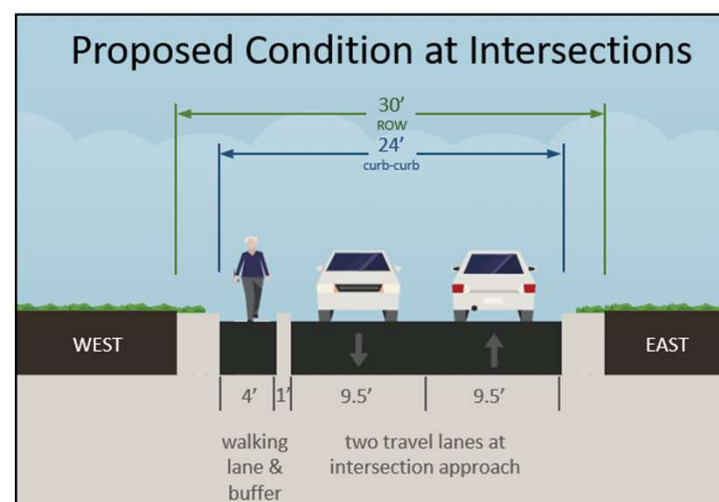 Proposed Condition at Intersections
30’
ROW
24’
curb-curb
WEST
EAST
4’ 1’ 9.5’ 9.5’
walking
lane &
buffer
two travel lanes at
intersection approach